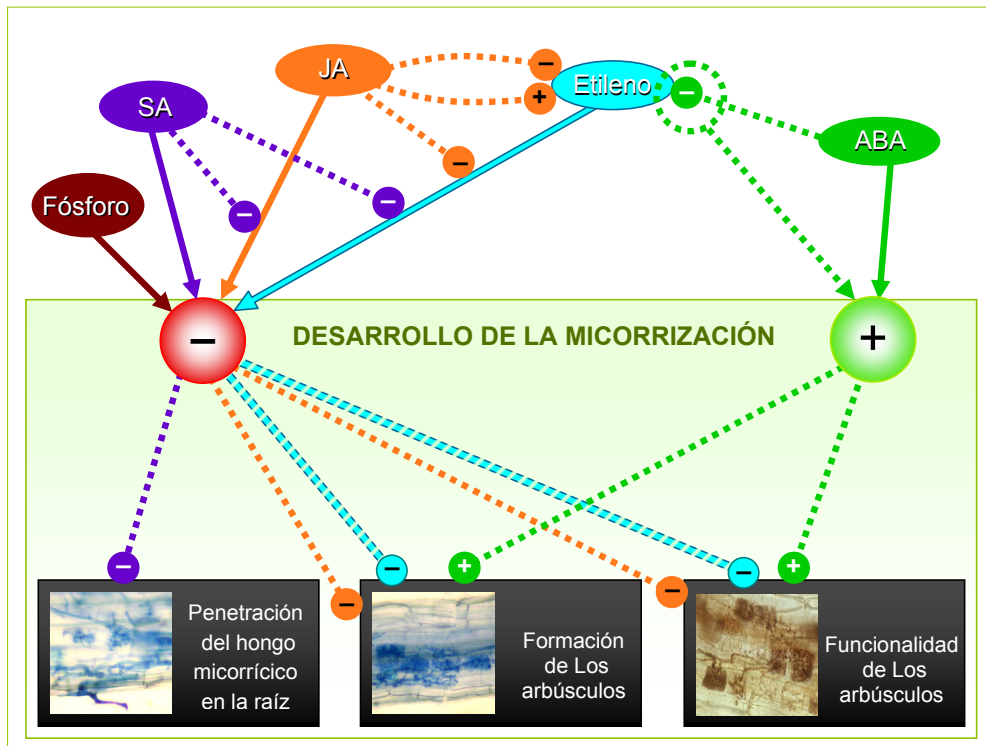 JA
Etileno
SA
ABA
Fósforo
−
−
+
−
−
−
DESARROLLO DE LA MICORRIZACIÓN
−
+
−
−
+
−
+
−
−
Penetración
del hongo
micorrícico
en la raíz
Formación
de Los
arbúsculos
Funcionalidad
de Los
arbúsculos